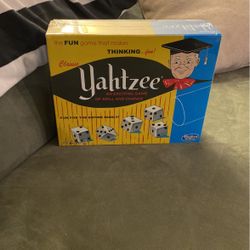 the FUN game that makes
THINKING ...fun!
Classic
Yahtzee
AN EXCITING GAME
OF SKILL AND CHANCE